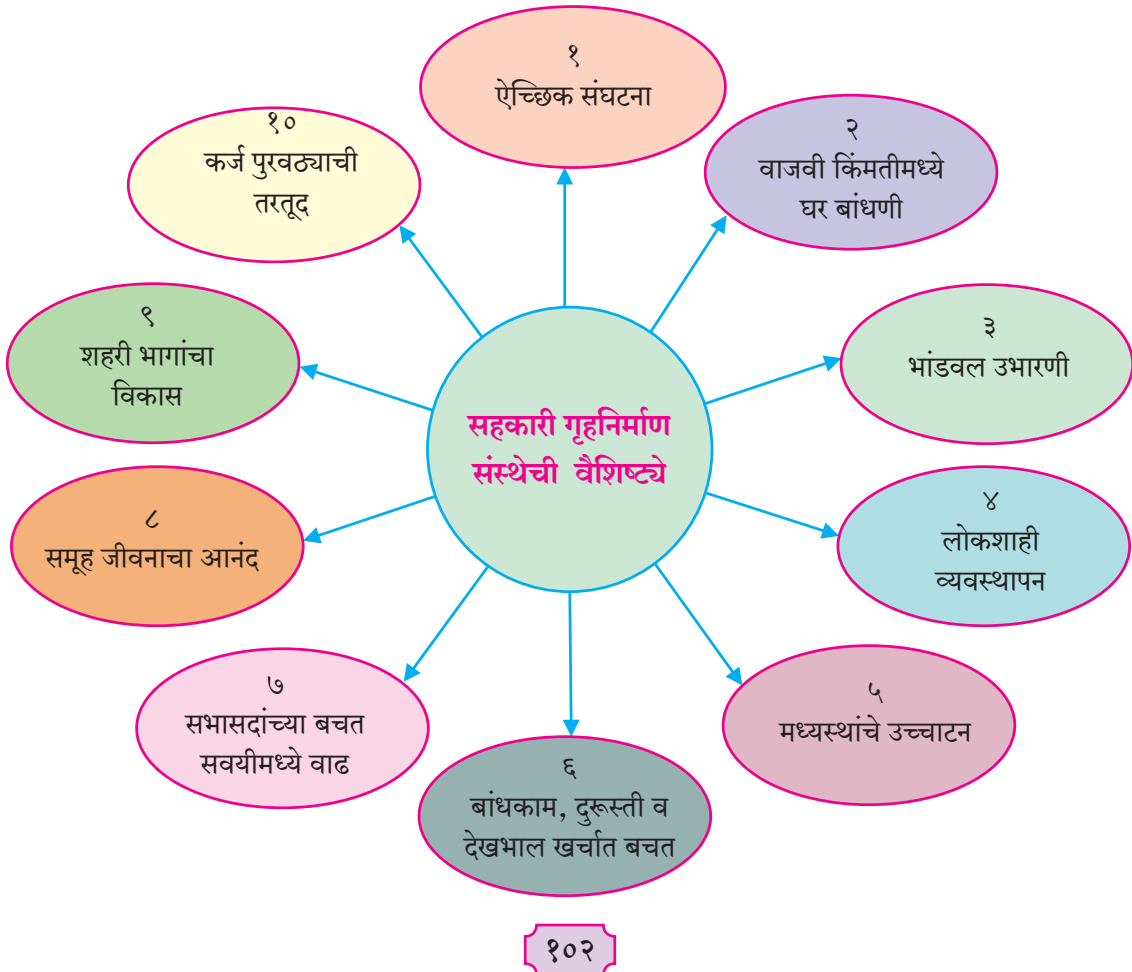 सहकारी गृहनिर्माण
संस्थेची वैशिष्ट्ये
१
ऐच्छिक संघटना
२
वाजवी किंमतीमध्ये
घर बांधणी
३
भांडवल उभारणी
४
लोकशाही
व्यवस्थापन
५
मध्यस्थांचे उच्चाटन
६
बांधकाम, दुरूस्ती व
देखभाल खर्चात बचत
७
सभासदांच्या बचत
सवयीमध्ये वाढ
८
समूह जीवनाचा आनंद
९
शहरी भागांचा
विकास
१०
कर्ज पुरवठ्याची
तरतूद
१०२